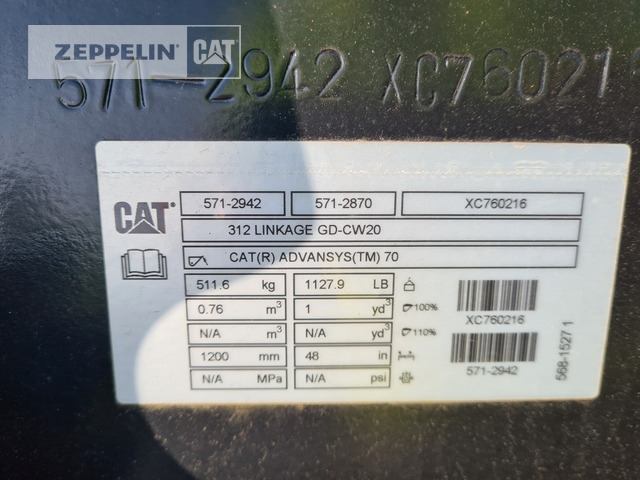 ZEPPELIN CAT
571-2942 XC76021
CAT®
571-2942 571-2870 XC760216
312 LINKAGE GD-CW20
CAT(R) ADVANSYS(TM) 70
511.6 kg 1127.9 LB
0.76 m³ 1 yd³ 100%
N/A m³ N/A yd³ 110%
1200 mm 48 in
N/A MPa N/A psi
XC760216
571-2942
568-1527 1